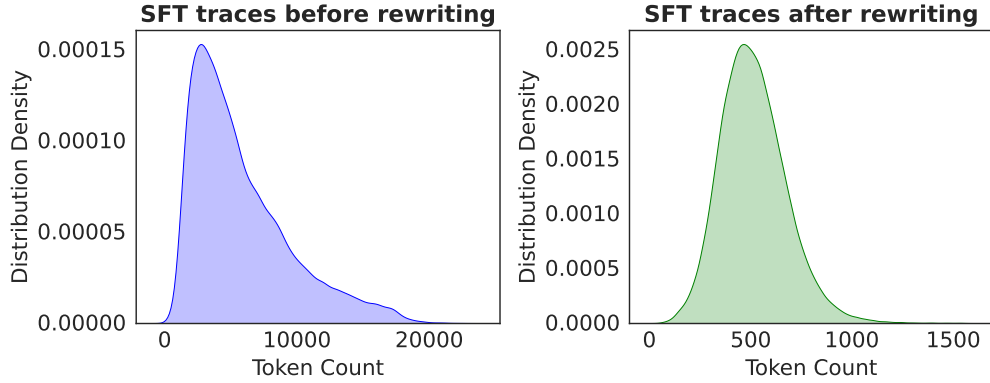 SFT traces before rewriting
0.00015
0.00010
0.00005
0.00000
Distribution Density
0
10000
20000
Token Count
SFT traces after rewriting
0.0025
0.0020
0.0015
0.0010
0.0005
0.0000
Distribution Density
0
500
1000
1500
Token Count